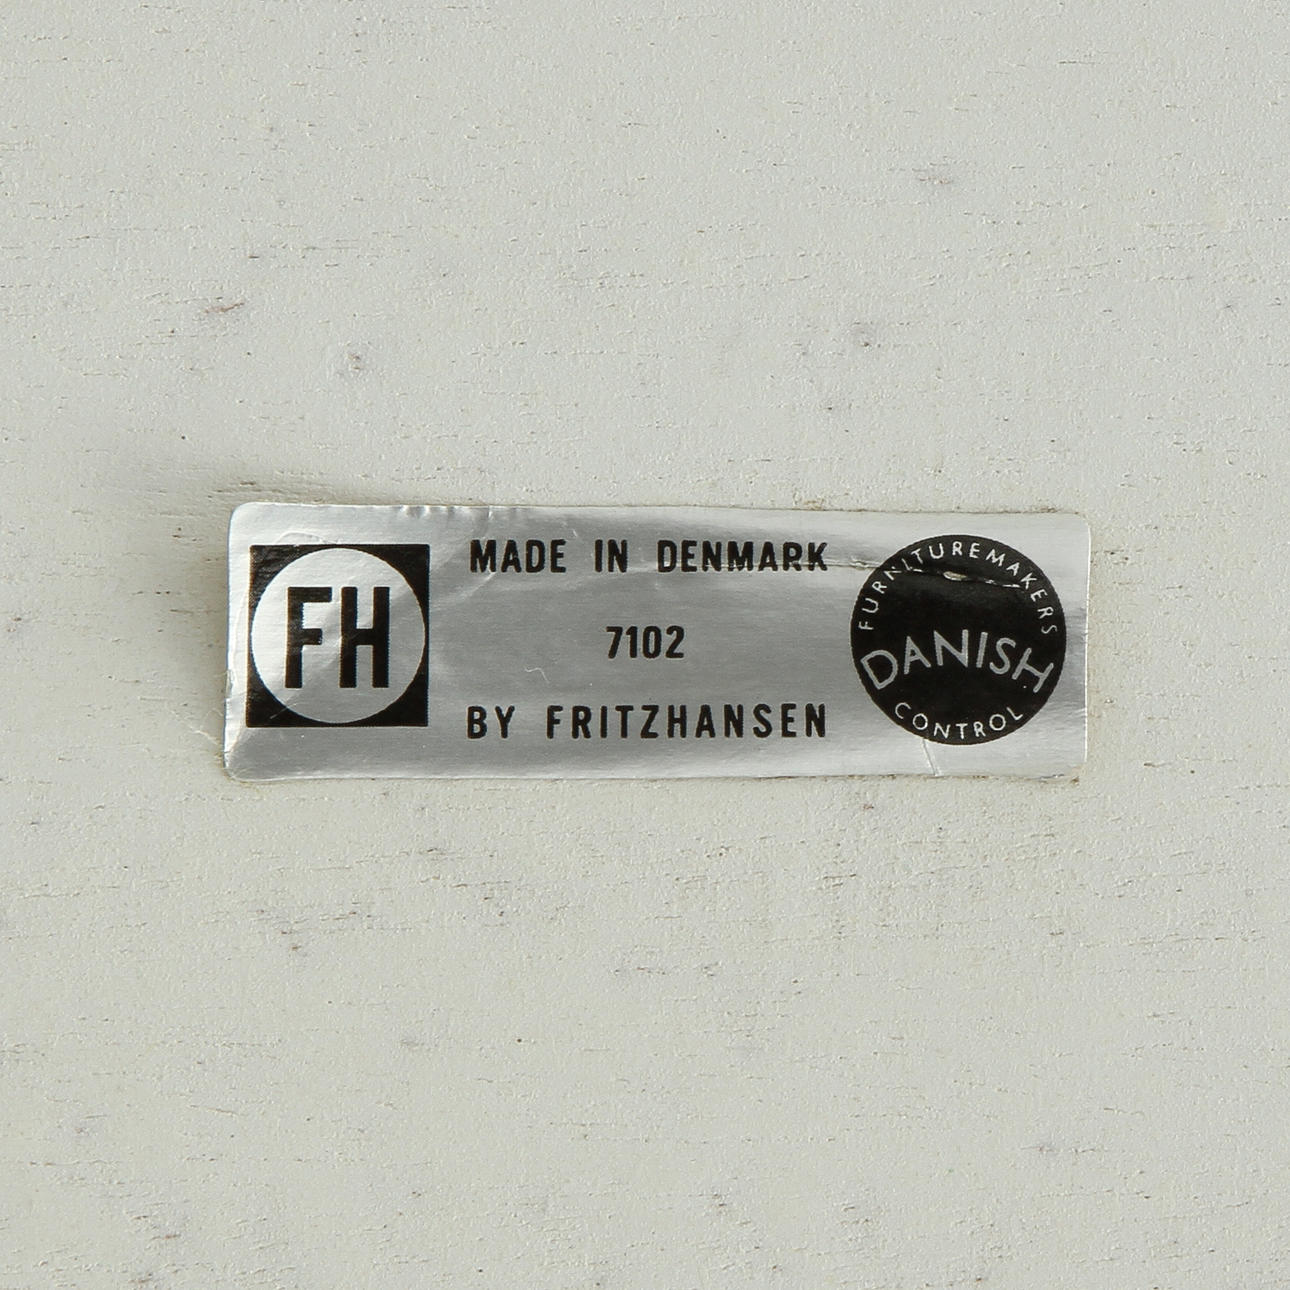 FH
MADE IN DENMARK
7102
BY FRITZHANSEN
FURNITUREMAKERS
DANISH
CONTROL